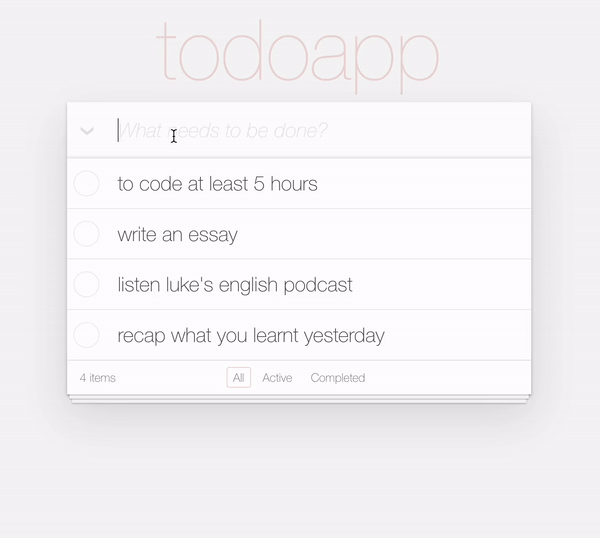 todoapp
What needs to be done?
to code at least 5 hours
write an essay
listen luke's english podcast
recap what you learnt yesterday
4 items All Active Completed